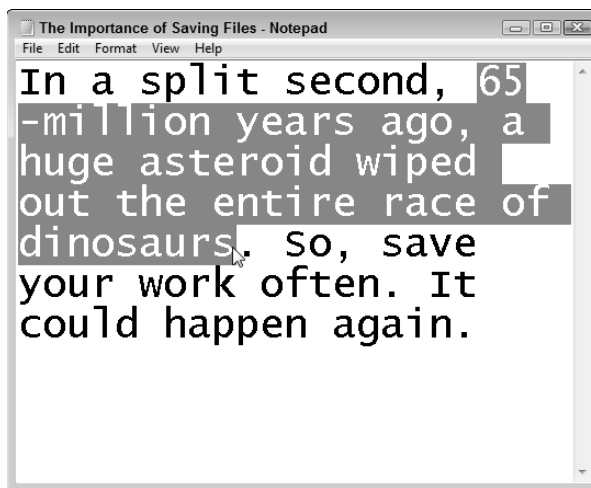 The Importance of Saving Files - Notepad
File Edit Format View Help
In a split second, 65
-million years ago, a
huge asteroid wiped
out the entire race of
dinosaurs. So, save
your work often. It
could happen again.